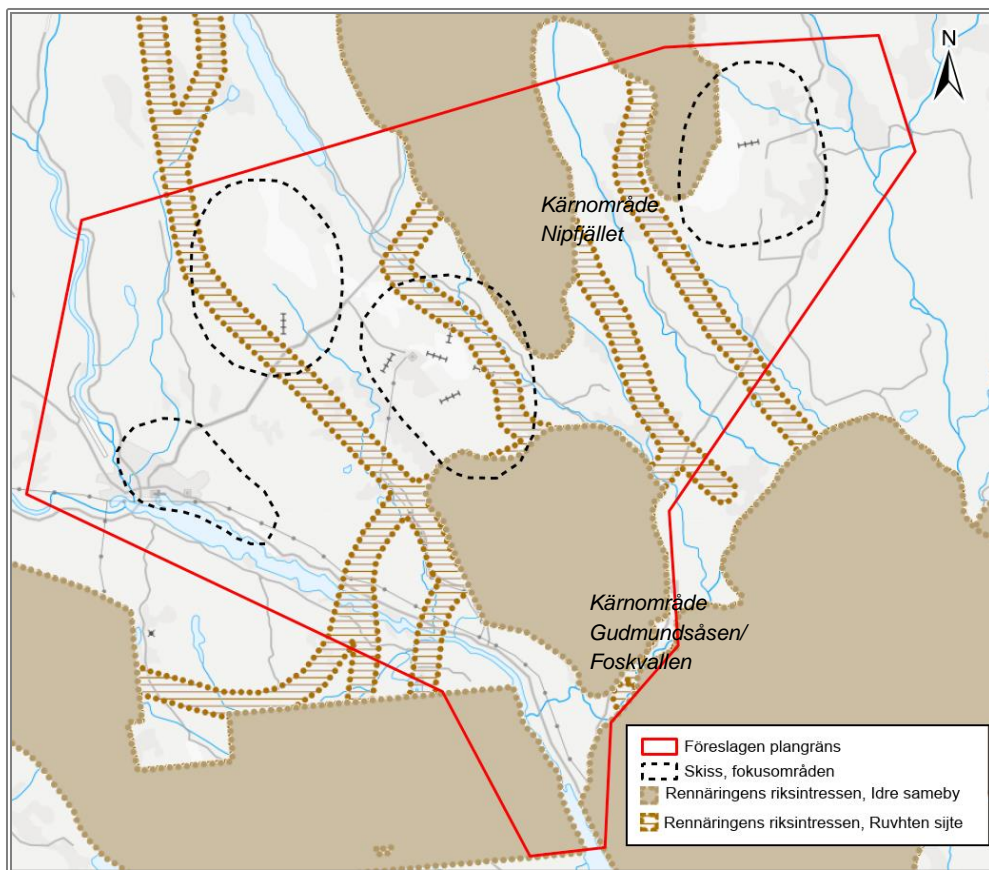 N
Kärnområde
Nipfjället
Kärnområde
Gudmundsåsen/
Foskvallen
Föreslagen plangräns
Skiss, fokusområden
Rennäringens riksintressen, Idre sameby
Rennäringens riksintressen, Ruvhten sijte